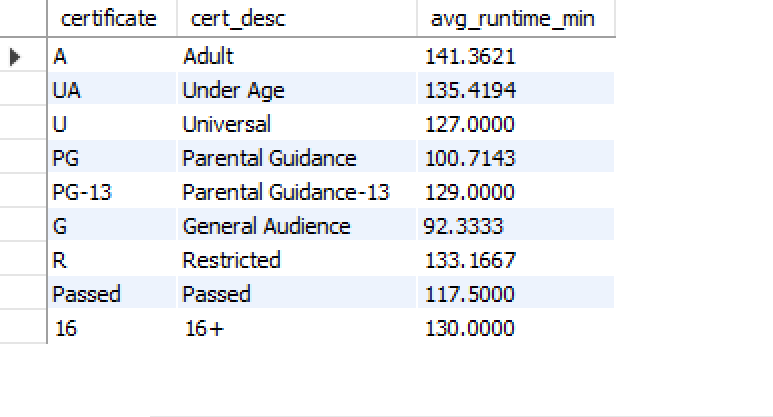 certificate cert_desc avg_runtime_min
A Adult 141.3621
UA Under Age 135.4194
U Universal 127.0000
PG Parental Guidance 100.7143
PG-13 Parental Guidance-13 129.0000
G General Audience 92.3333
R Restricted 133.1667
Passed Passed 117.5000
16 16+ 130.0000